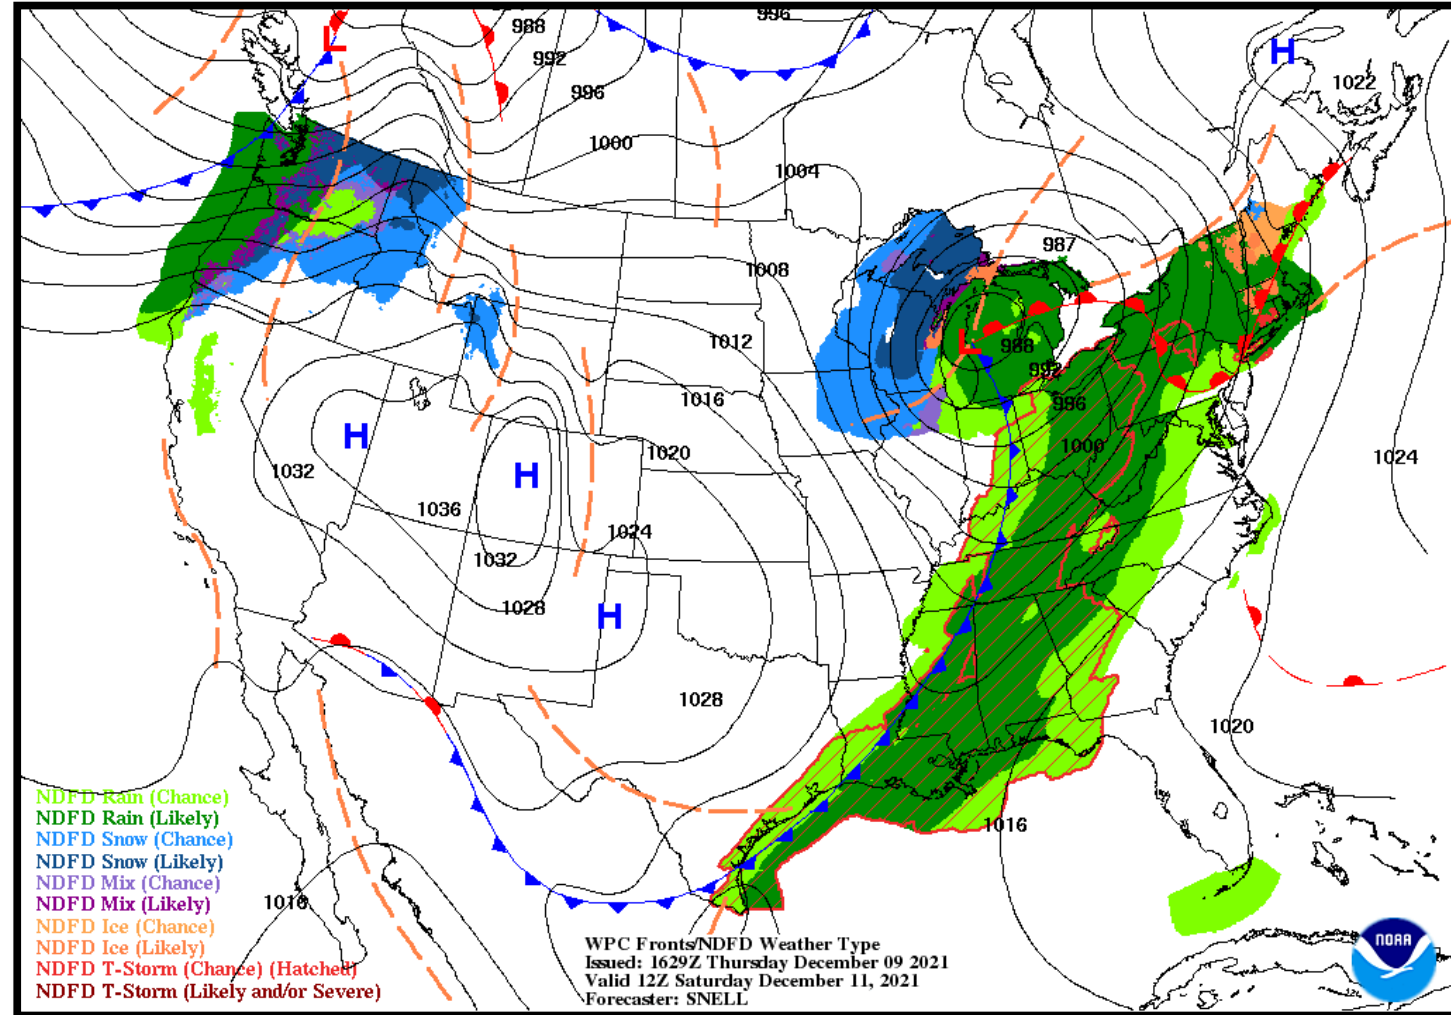 988
996
L
H
992
1022
996
1000
1004
987
1008
1012
L
988
992
1016
996
H
1000
1020
1024
1032
H
1036
1024
1032
1028
H
1028
1020
NDFD Rain (Chance)
NDFD Rain (Likely)
1016
NDFD Snow (Chance)
NDFD Snow (Likely)
NDFD Mix (Chance)
NDFD Mix (Likely)
1016
NDFD Ice (Chance)
NDFD Ice (Likely)
NDFD T-Storm (Chance) (Hatched)
NDFD T-Storm (Likely and/or Severe)
WPC Fronts/NDFD Weather Type
Issued: 1629Z Thursday December 09 2021
Valid 12Z Saturday December 11, 2021
Forecaster: SNELL
NOAA